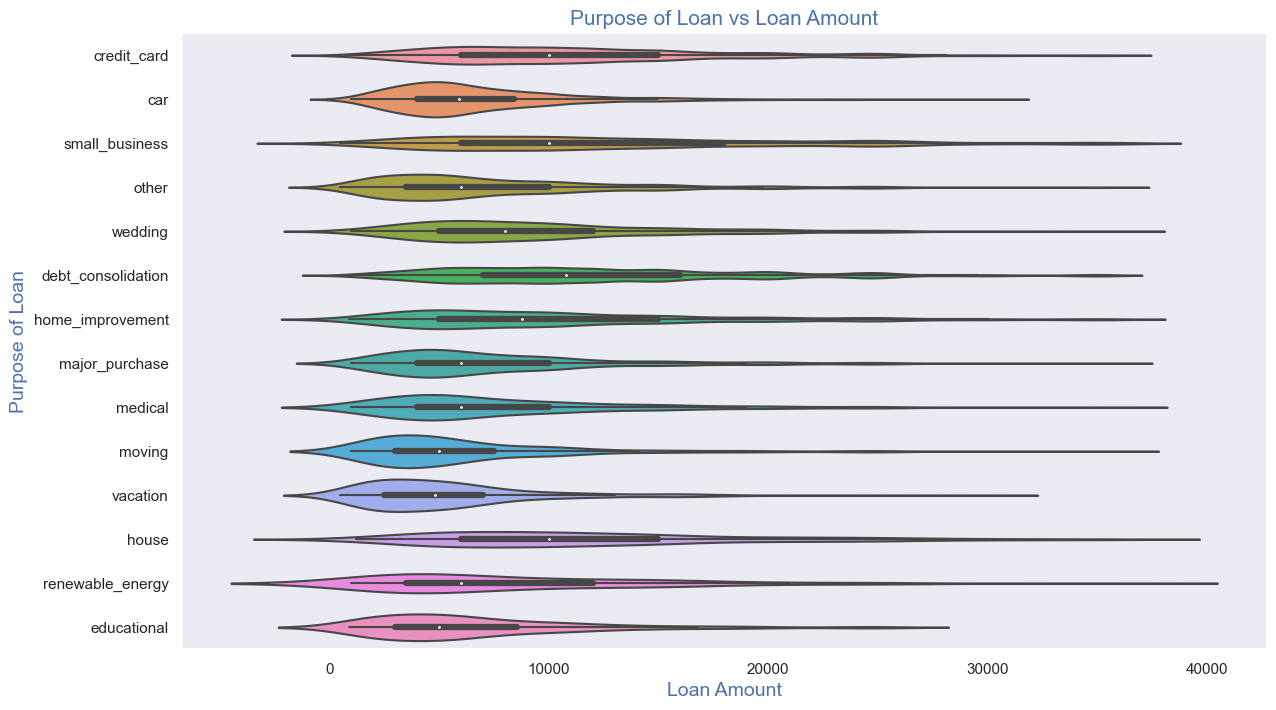 Purpose of Loan vs Loan Amount
Purpose of Loan
credit_card
car
small_business
other
wedding
debt_consolidation
home_improvement
major_purchase
medical
moving
vacation
house
renewable_energy
educational
0 10000 20000 30000 40000
Loan Amount